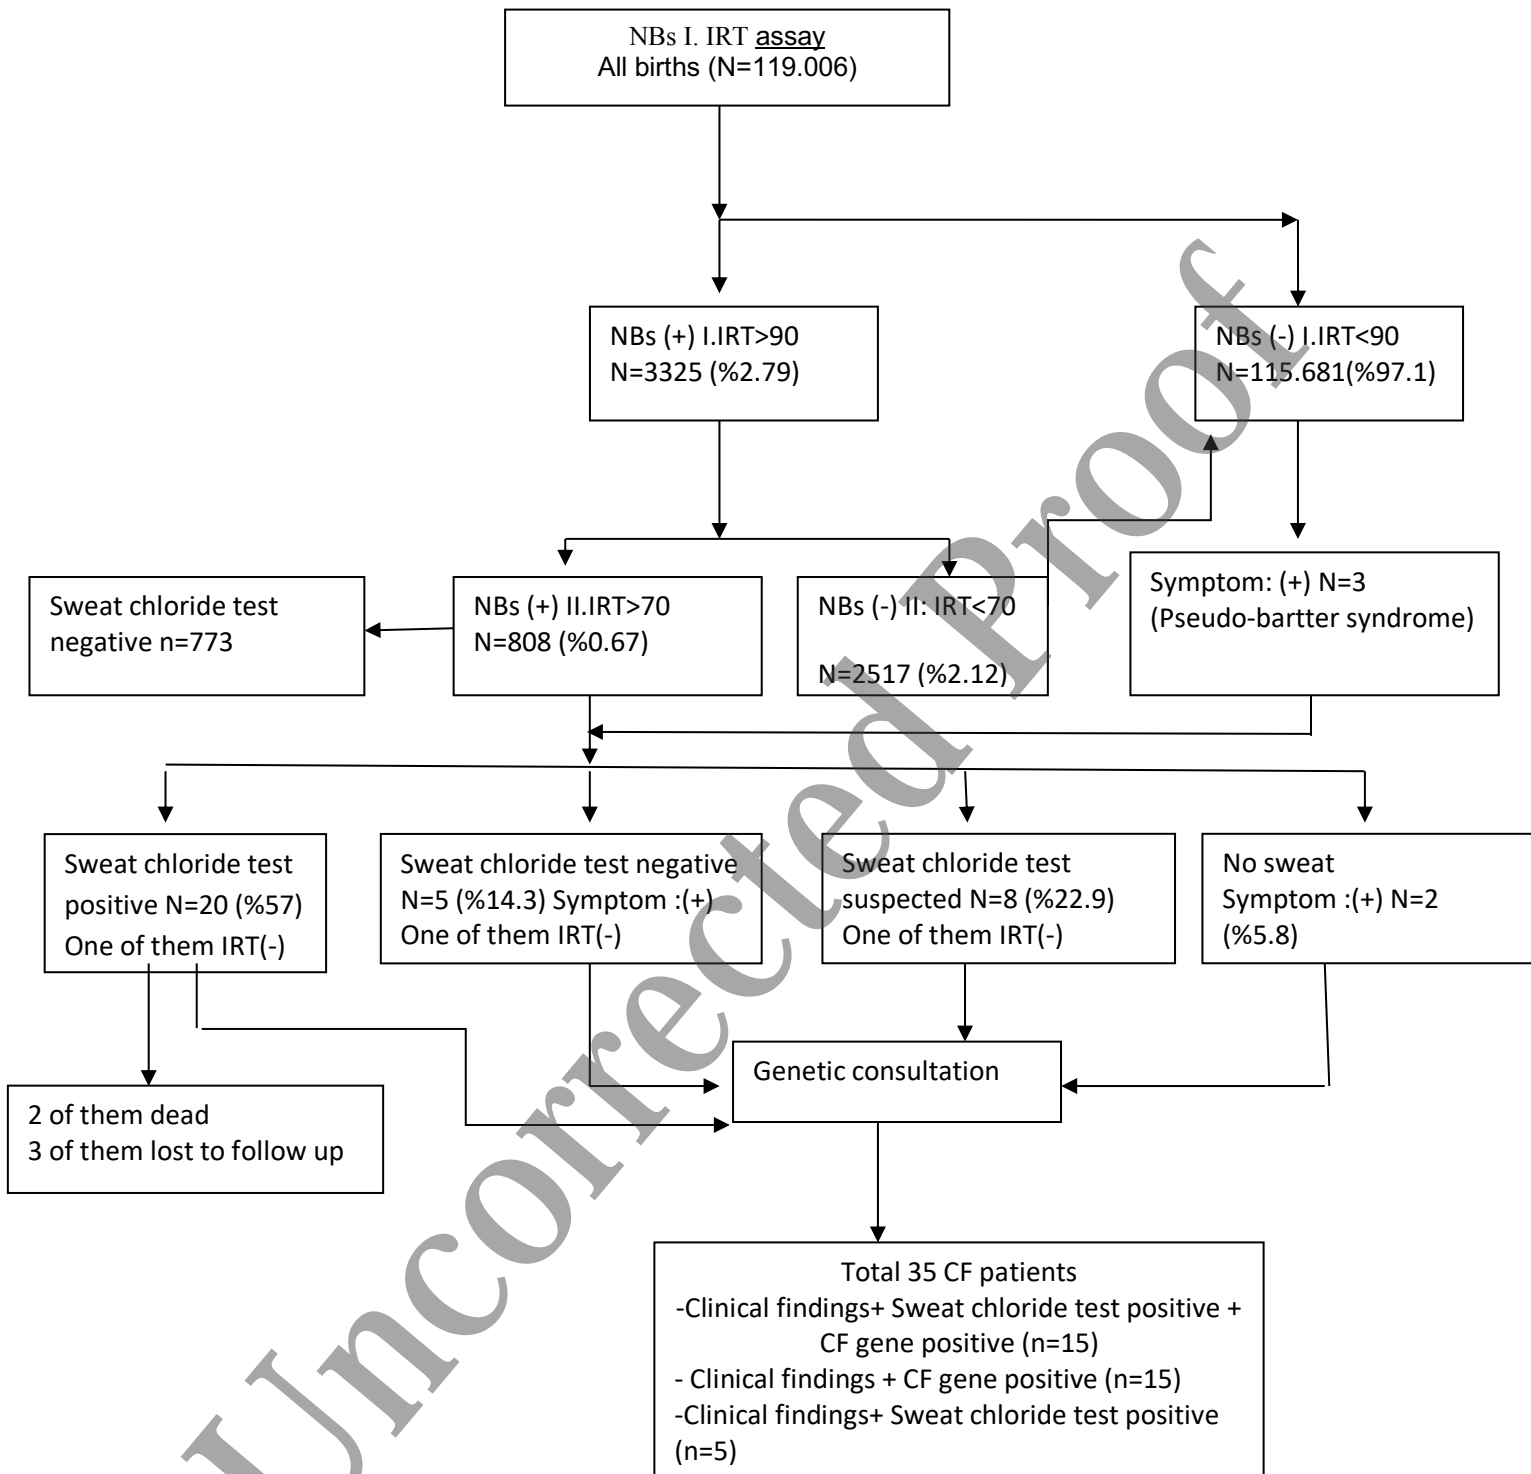 NBs I. IRT assay
All births (N=119.006)
NBs (+) I.IRT>90
N=3325 (%2.79)
NBs (-) I.IRT<90
N=115.681(%97.1)
Sweat chloride test
negative n=773
NBs (+) II.IRT>70
N=808 (%0.67)
NBs (-) II: IRT<70
N=2517 (%2.12)
Symptom: (+) N=3
(Pseudo-bartter syndrome)
Sweat chloride test
positive N=20 (%57)
One of them IRT(-)
Sweat chloride test negative
N=5 (%14.3) Symptom :(+)
One of them IRT(-)
Sweat chloride test
suspected N=8 (%22.9)
One of them IRT(-)
No sweat
Symptom :(+) N=2
(%5.8)
Genetic consultation
2 of them dead
3 of them lost to follow up
Total 35 CF patients
-Clinical findings+ Sweat chloride test positive +
CF gene positive (n=15)
- Clinical findings + CF gene positive (n=15)
-Clinical findings+ Sweat chloride test positive
(n=5)
Uncorrected Proof